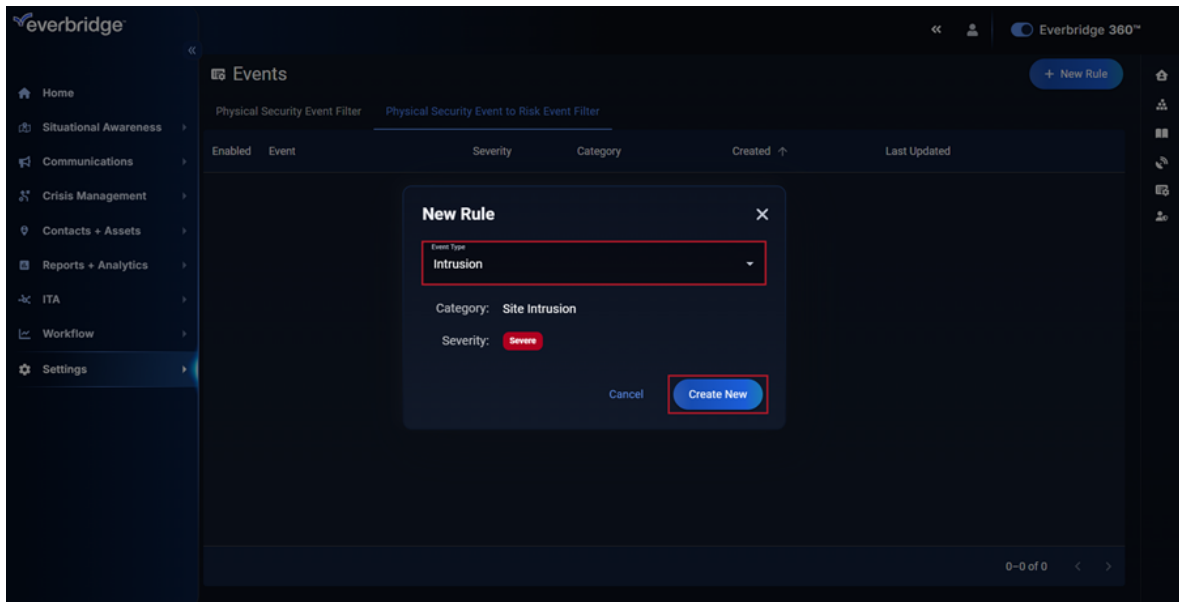 everbridge
Everbridge 360™
Home
Situational Awareness
Communications
Crisis Management
Contacts + Assets
Reports + Analytics
ITA
Workflow
Settings
Events
+ New Rule
Physical Security Event Filter
Physical Security Event to Risk Event Filter
Enabled Event Severity Category Created Last Updated
New Rule
Event Type
Intrusion
Category: Site Intrusion
Severity: Severe
Cancel
Create New
0–0 of 0